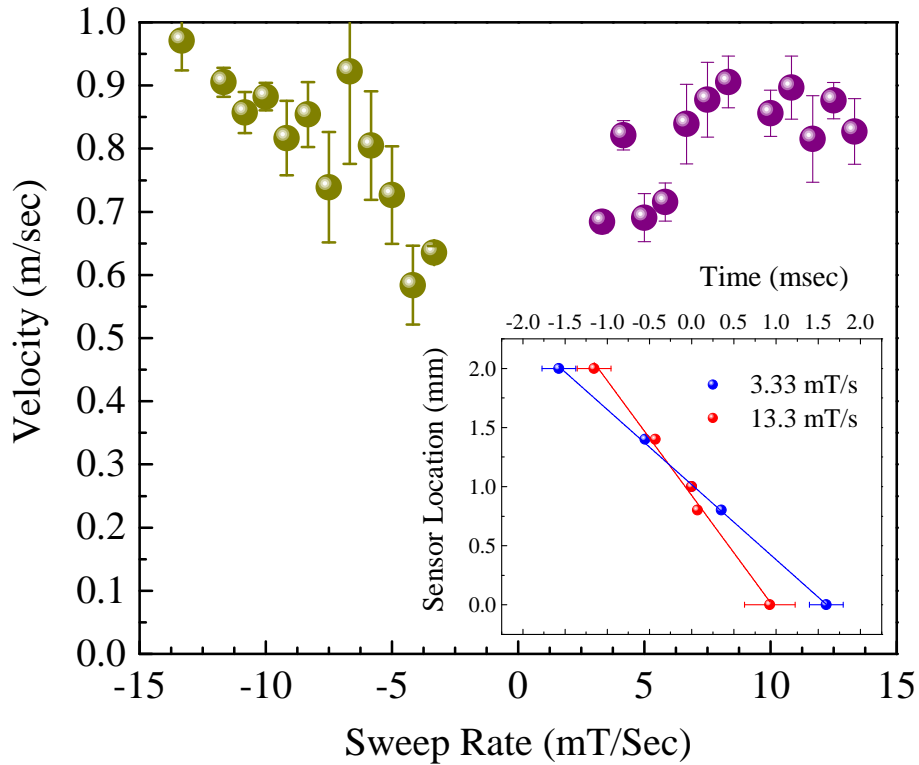 1.0
0.9
0.8
0.7
0.6
0.5
0.4
0.3
0.2
0.1
0.0
Velocity (m/sec)
-15 -10 -5 0 5 10 15
Sweep Rate (mT/Sec)
Time (msec)
-2.0 -1.5 -1.0 -0.5 0.0 0.5 1.0 1.5 2.0
2.0
1.5
1.0
0.5
0.0
Sensor Location (mm)
3.33 mT/s
13.3 mT/s